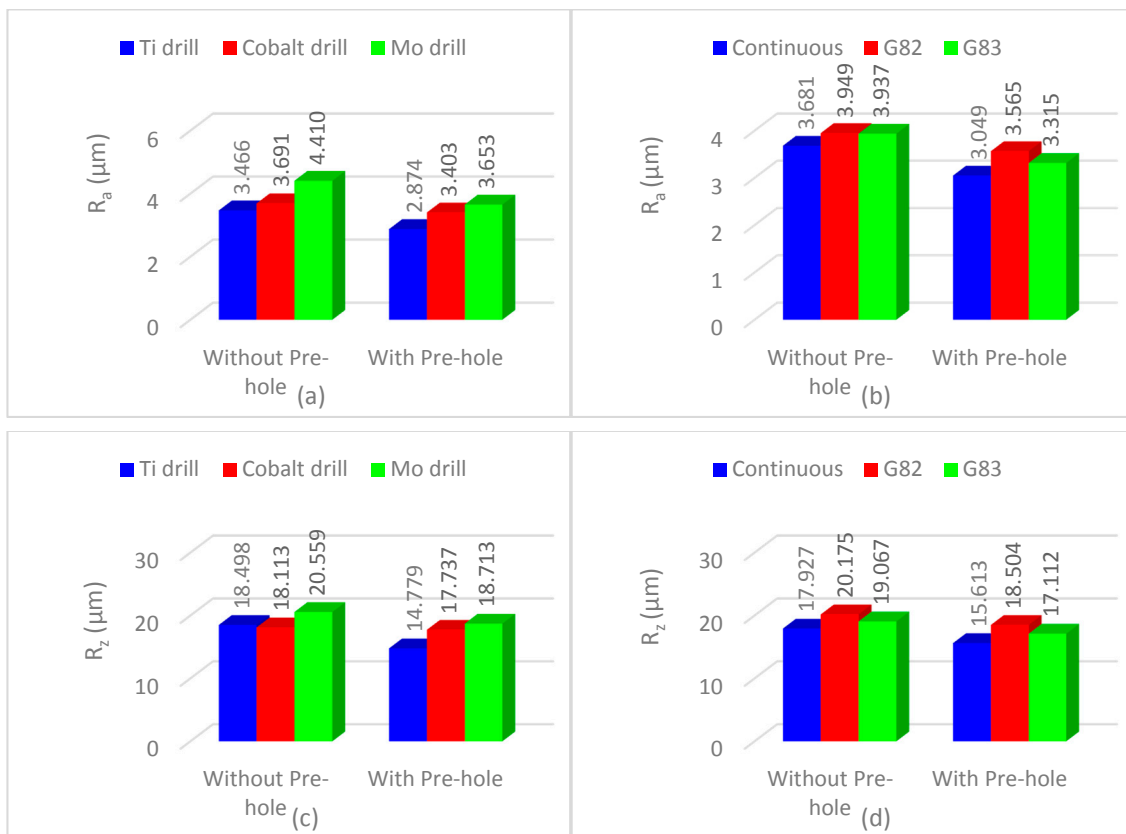 Ti drill Cobalt drill Mo drill
Ra (µm)
6
4
2
0
3.466
3.691
4.410
2.874
3.403
3.653
Without Pre-
hole
With Pre-hole
(a)
Continuous G82 G83
Ra (µm)
4
3
2
1
0
3.681
3.949
3.937
3.049
3.565
3.315
Without Pre-
hole
With Pre-hole
(b)
Ti drill Cobalt drill Mo drill
Rz (µm)
30
20
10
0
18.498
18.113
20.559
14.779
17.737
18.713
Without Pre-
hole
With Pre-hole
(c)
Continuous G82 G83
Rz (µm)
30
20
10
0
17.927
20.175
19.067
15.613
18.504
17.112
Without Pre-
hole
With Pre-hole
(d)